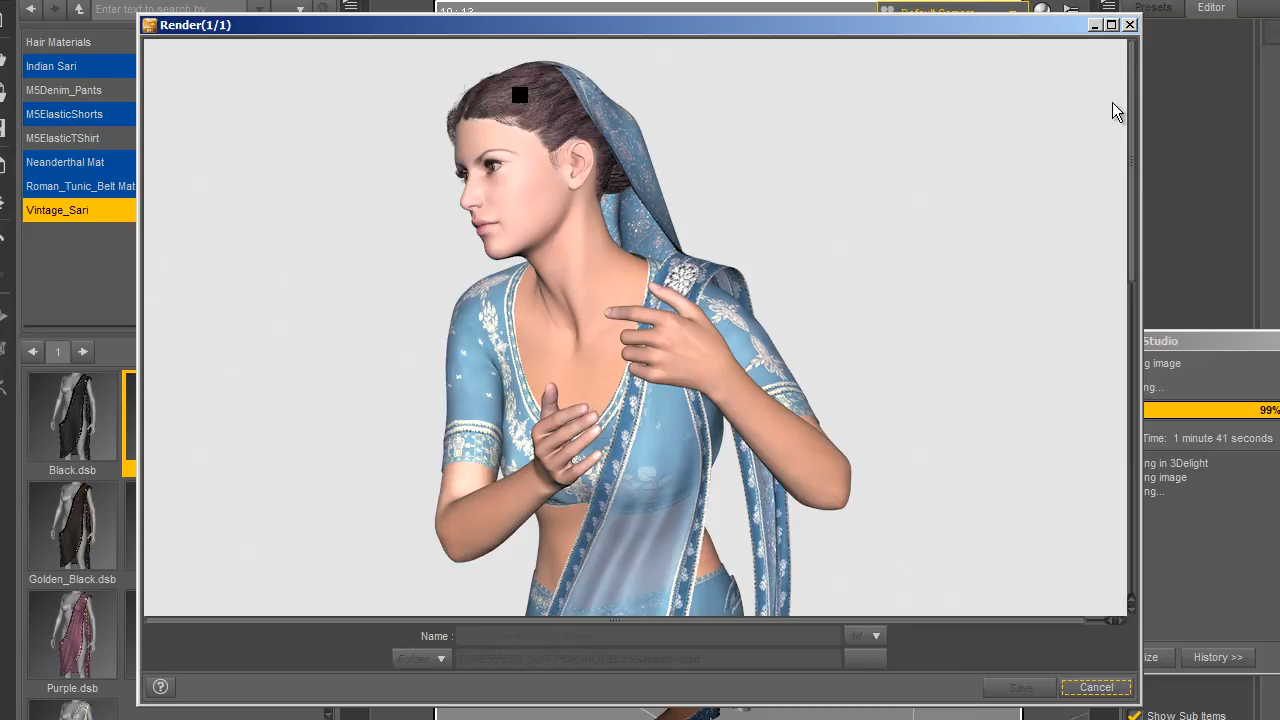 Enter text to search by
Default Camera
Presets
Editor
Render(1/1)
Hair Materials
Indian Sari
M5Denim_Pants
M5ElasticShorts
M5ElasticTShirt
Neanderthal Mat
Roman_Tunic_Belt Mat
Vintage_Sari
1
Black.dsb
Golden_Black.dsb
Purple.dsb
Studio
g image
ng...
99%
Time: 1 minute 41 seconds
ng in 3Delight
ng image
ng...
Name :
tif
Folder
ize
History >>
?
Save
Cancel
Show Sub Items